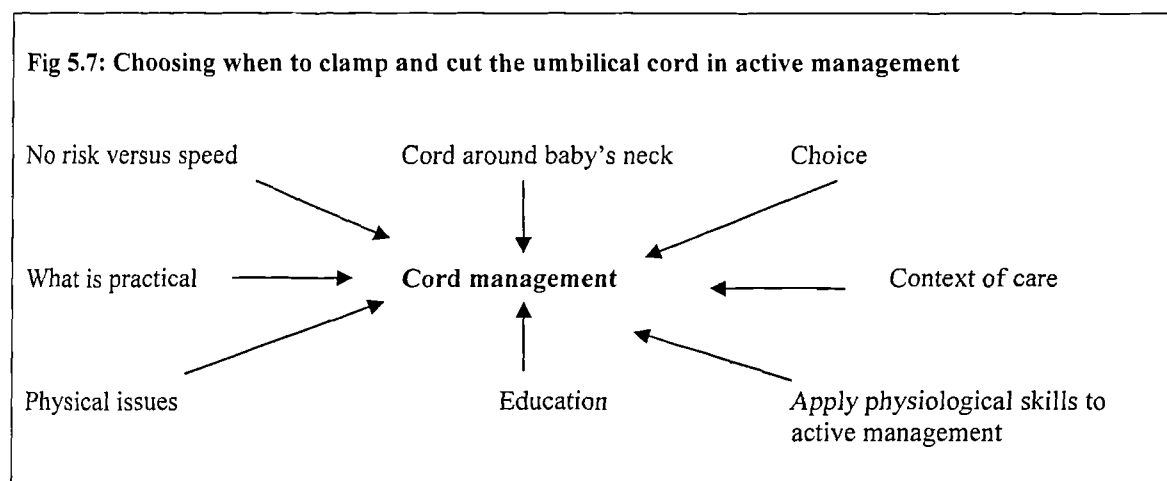 Fig 5.7: Choosing when to clamp and cut the umbilical cord in active management
No risk versus speed
Cord around baby's neck
Choice
What is practical
Cord management
Context of care
Physical issues
Education
Apply physiological skills to
active management